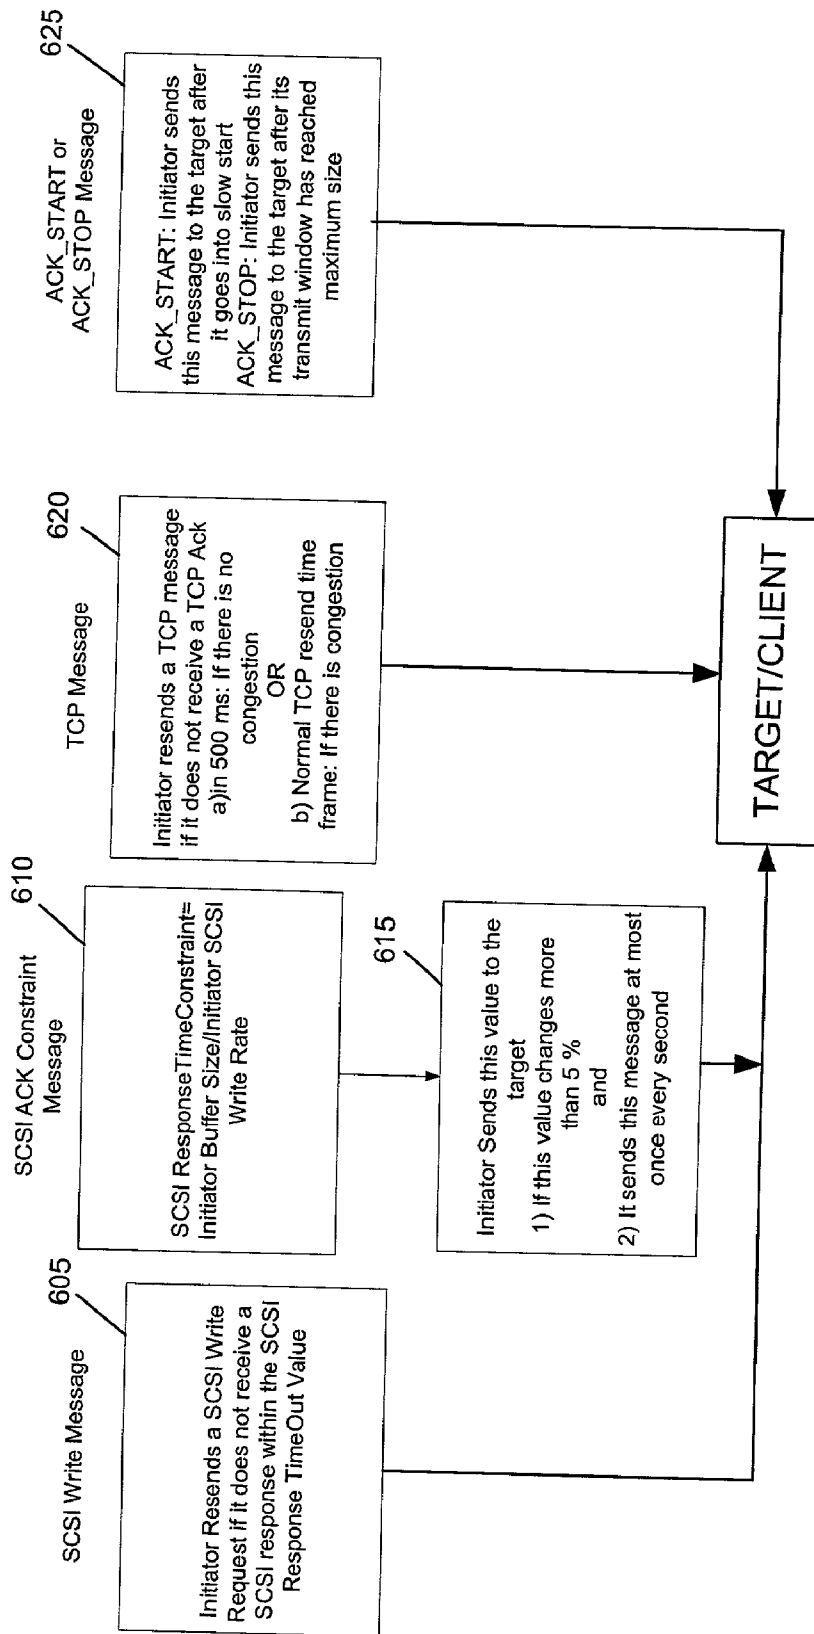 SCSI Write Message
605
Initiator Resends a SCSI Write
Request if it does not receive a
SCSI response within the SCSI
Response TimeOut Value
SCSI ACK Constraint
Message
610
SCSI ResponseTimeConstraint=
Initiator Buffer Size/Initiator SCSI
Write Rate
615
Initiator Sends this value to the
target
1) If this value changes more
than 5 %
and
2) It sends this message at most
once every second
TCP Message
620
Initiator resends a TCP message
if it does not receive a TCP Ack
a)in 500 ms: If there is no
congestion
OR
b) Normal TCP resend time
frame: If there is congestion
ACK_START or
ACK_STOP Message
625
ACK_START: Initiator sends
this message to the target after
it goes into slow start
ACK_STOP: Initiator sends this
message to the target after its
transmit window has reached
maximum size
TARGET/CLIENT